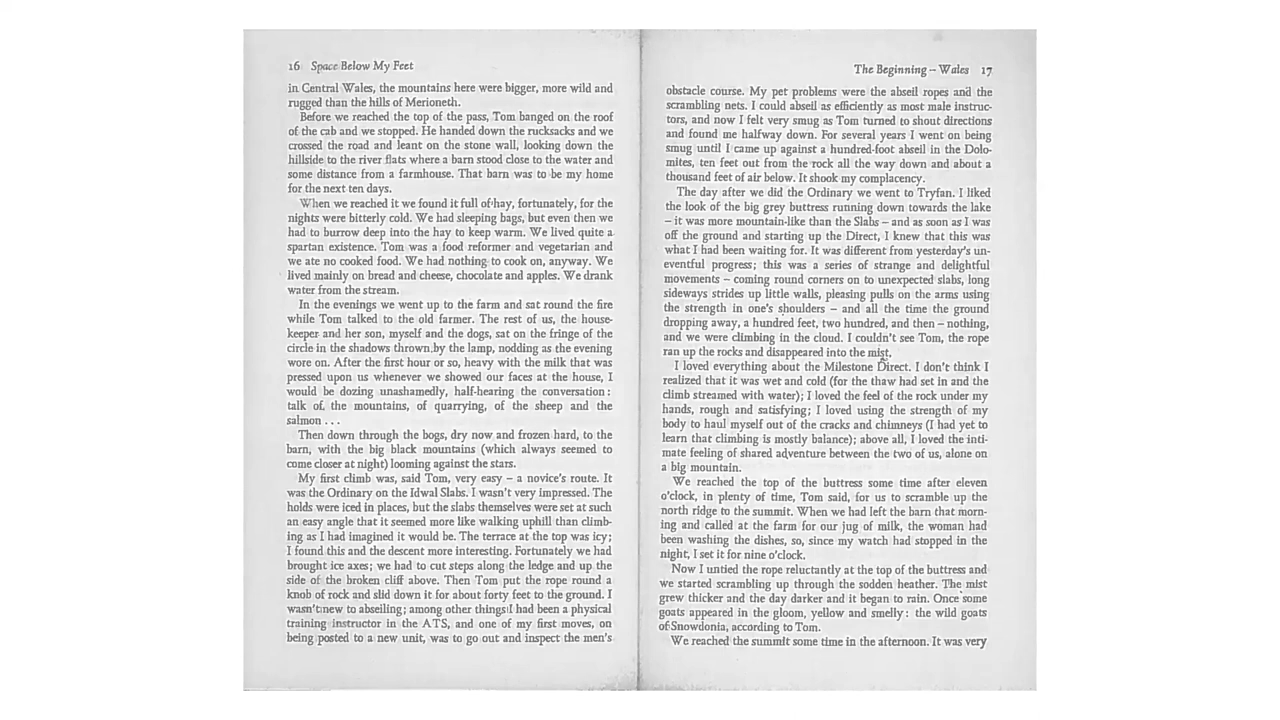 16 Space Below My Feet
in Central Wales, the mountains here were bigger, more wild and
rugged than the hills of Merioneth.
Before we reached the top of the pass, Tom banged on the roof
of the cab and we stopped. He handed down the rucksacks and we
crossed the road and leant on the stone wall, looking down the
hillside to the river flats where a barn stood close to the water and
some distance from a farmhouse. That barn was to be my home
for the next ten days.
When we reached it we found it full of hay, fortunately, for the
nights were bitterly cold. We had sleeping bags, but even then we
had to burrow deep into the hay to keep warm. We lived quite a
spartan existence. Tom was a food reformer and vegetarian and
we ate no cooked food. We had nothing to cook on, anyway. We
lived mainly on bread and cheese, chocolate and apples. We drank
water from the stream.
In the evenings we went up to the farm and sat round the fire
while Tom talked to the old farmer. The rest of us, the house-
keeper and her son, myself and the dogs, sat on the fringe of the
circle in the shadows thrown by the lamp, nodding as the evening
wore on. After the first hour or so, heavy with the milk that was
pressed upon us whenever we showed our faces at the house, I
would be dozing unashamedly, half-hearing the conversation:
talk of, the mountains, of quarrying, of the sheep and the
salmon . . .
Then down through the bogs, dry now and frozen hard, to the
barn, with the big black mountains (which always seemed to
come closer at night) looming against the stars.
My first climb was, said Tom, very easy – a novice's route. It
was the Ordinary on the Idwal Slabs. I wasn't very impressed. The
holds were iced in places, but the slabs themselves were set at such
an easy angle that it seemed more like walking uphill than climb-
ing as I had imagined it would be. The terrace at the top was icy;
I found this and the descent more interesting. Fortunately we had
brought ice axes; we had to cut steps along the ledge and up the
side of the broken cliff above. Then Tom put the rope round a
knob of rock and slid down it for about forty feet to the ground. I
wasn't new to abseiling; among other things I had been a physical
training instructor in the ATS, and one of my first moves, on
being posted to a new unit, was to go out and inspect the men's
The Beginning – Wales 17
obstacle course. My pet problems were the abseil ropes and the
scrambling nets. I could abseil as efficiently as most male instruc-
tors, and now I felt very smug as Tom turned to shout directions
and found me halfway down. For several years I went on being
smug until I came up against a hundred-foot abseil in the Dolo-
mites, ten feet out from the rock all the way down and about a
thousand feet of air below. It shook my complacency.
The day after we did the Ordinary we went to Tryfan. I liked
the look of the big grey buttress running down towards the lake
– it was more mountain-like than the Slabs – and as soon as I was
off the ground and starting up the Direct, I knew that this was
what I had been waiting for. It was different from yesterday's un-
eventful progress; this was a series of strange and delightful
movements – coming round corners on to unexpected slabs, long
sideways strides up little walls, pleasing pulls on the arms using
the strength in one's shoulders – and all the time the ground
dropping away, a hundred feet, two hundred, and then – nothing,
and we were climbing in the cloud. I couldn't see Tom, the rope
ran up the rocks and disappeared into the mist.
I loved everything about the Milestone Direct. I don't think I
realized that it was wet and cold (for the thaw had set in and the
climb streamed with water); I loved the feel of the rock under my
hands, rough and satisfying; I loved using the strength of my
body to haul myself out of the cracks and chimneys (I had yet to
learn that climbing is mostly balance); above all, I loved the inti-
mate feeling of shared adventure between the two of us, alone on
a big mountain.
We reached the top of the buttress some time after eleven
o'clock, in plenty of time, Tom said, for us to scramble up the
north ridge to the summit. When we had left the barn that morn-
ing and called at the farm for our jug of milk, the woman had
been washing the dishes, so, since my watch had stopped in the
night, I set it for nine o'clock.
Now I untied the rope reluctantly at the top of the buttress and
we started scrambling up through the sodden heather. The mist
grew thicker and the day darker and it began to rain. Once some
goats appeared in the gloom, yellow and smelly: the wild goats
of Snowdonia, according to Tom.
We reached the summit some time in the afternoon. It was very